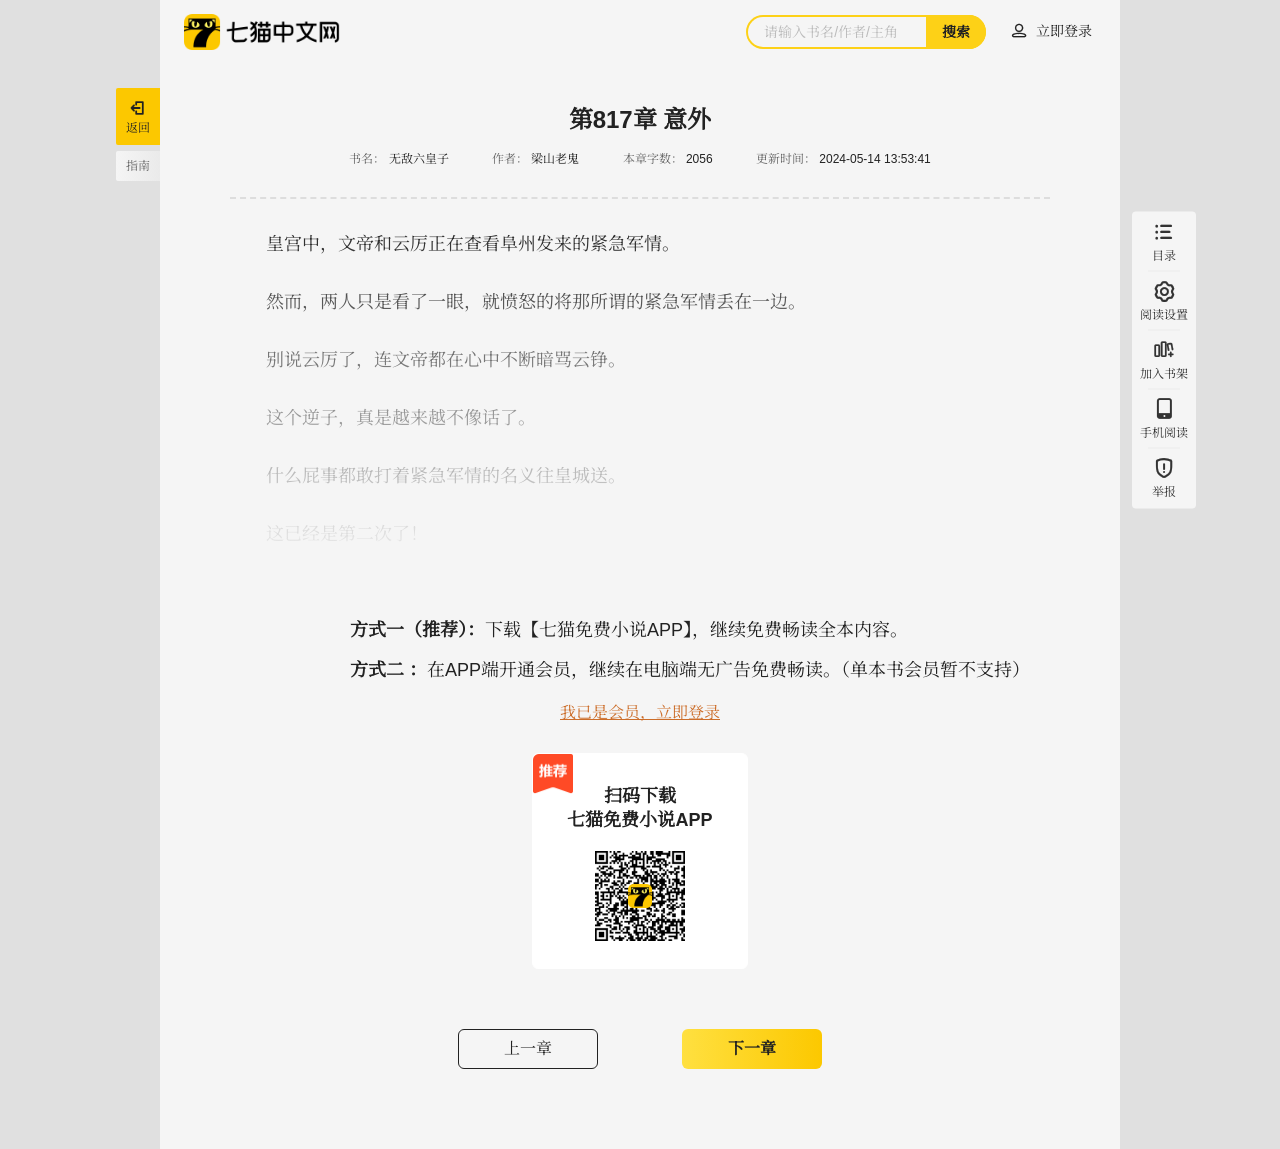 七猫中文网
请输入书名/作者/主角
搜索
立即登录
返回
指南
第817章 意外
书名： 无敌六皇子 作者： 梁山老鬼 本章字数： 2056 更新时间： 2024-05-14 13:53:41
皇宫中，文帝和云厉正在查看阜州发来的紧急军情。
然而，两人只是看了一眼，就愤怒的将那所谓的紧急军情丢在一边。
别说云厉了，连文帝都在心中不断暗骂云铮。
这个逆子，真是越来越不像话了。
什么屁事都敢打着紧急军情的名义往皇城送。
这已经是第二次了！
目录
阅读设置
加入书架
手机阅读
举报
方式一（推荐）：下载【七猫免费小说APP】，继续免费畅读全本内容。
方式二 ：在APP端开通会员，继续在电脑端无广告免费畅读。（单本书会员暂不支持）
我已是会员，立即登录
推荐
扫码下载
七猫免费小说APP
上一章
下一章